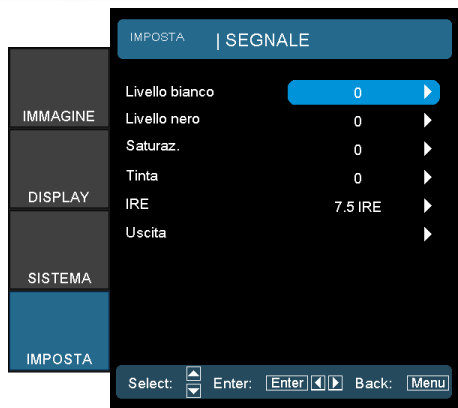 IMPOSTA | SEGNALE
IMMAGINE
DISPLAY
SISTEMA
IMPOSTA
Livello bianco 0
Livello nero 0
Saturaz. 0
Tinta 0
IRE 7.5 IRE
Uscita
Select: Enter: Enter Back: Menu